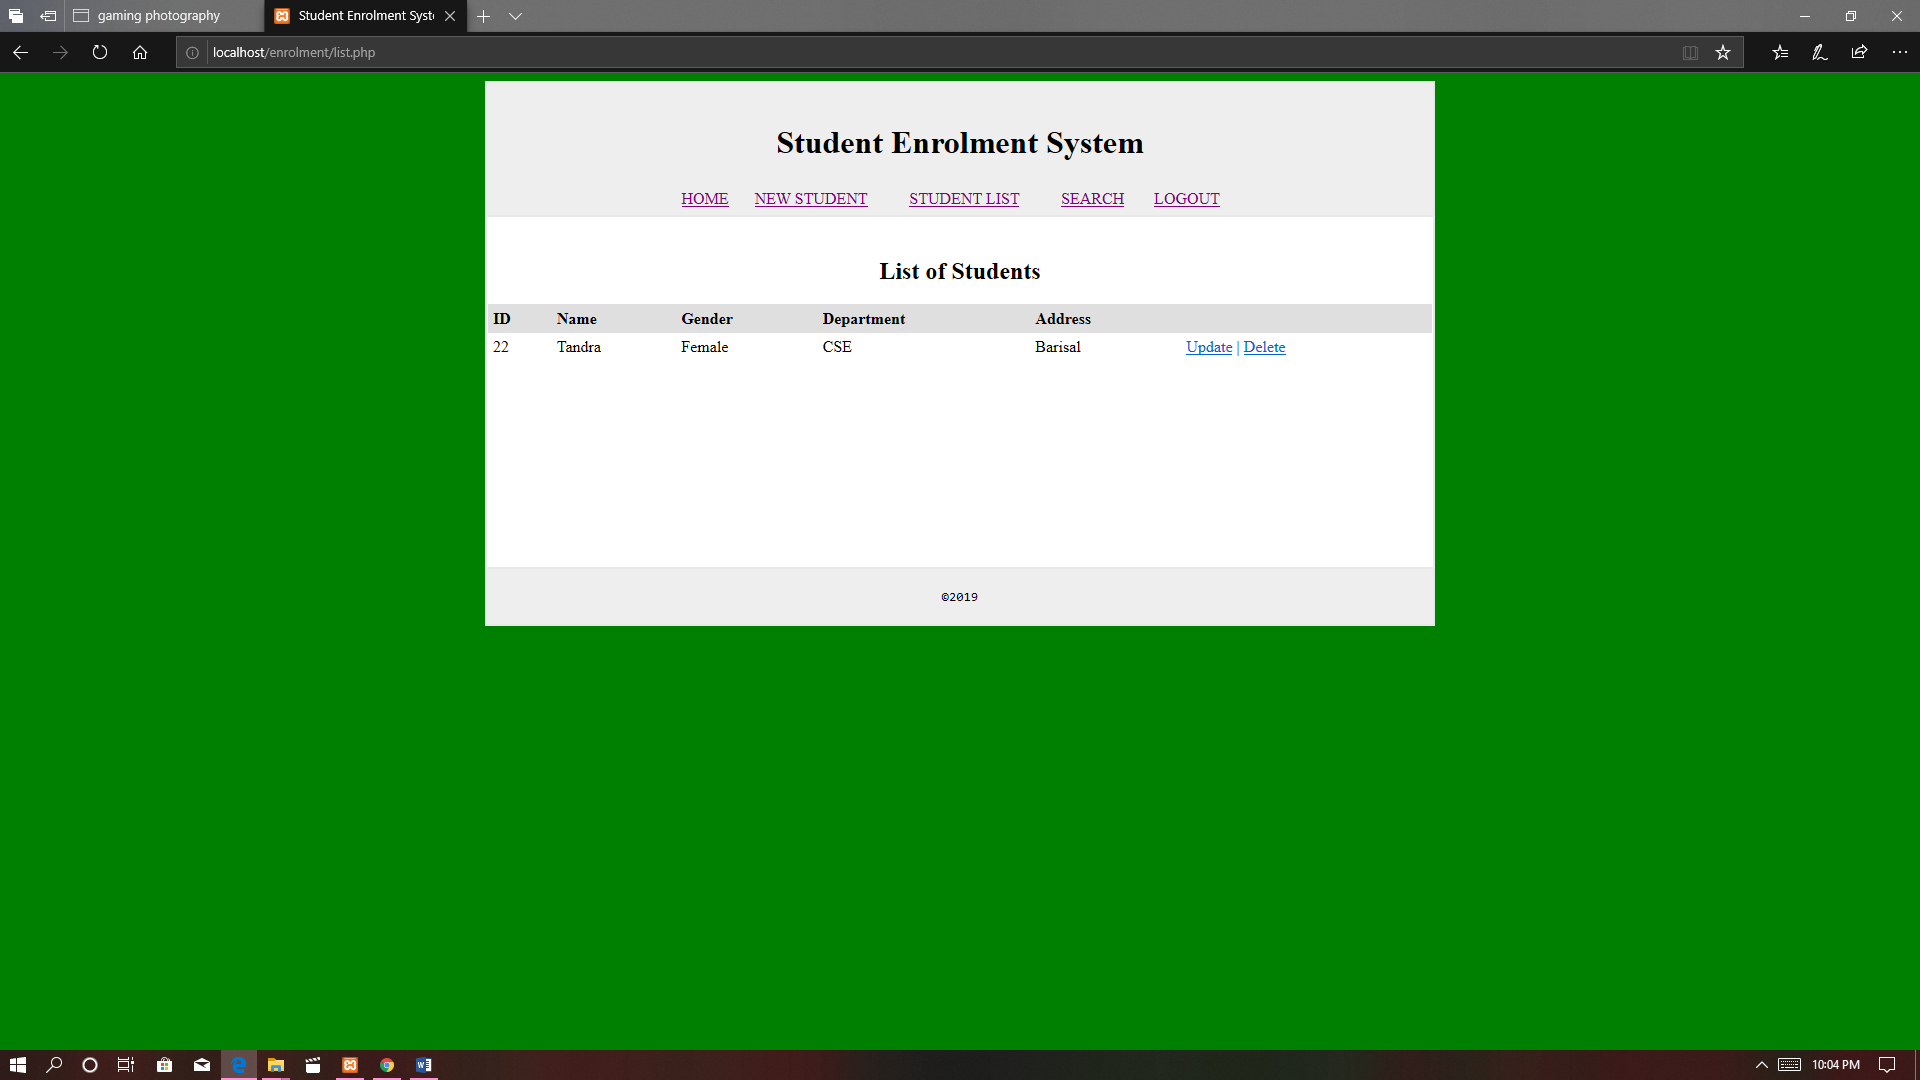 gaming photography
Student Enrolment Syst
localhost/enrolment/list.php
Student Enrolment System
HOME NEW STUDENT STUDENT LIST SEARCH LOGOUT
List of Students
ID Name Gender Department Address
22 Tandra Female CSE Barisal Update | Delete
©2019
10:04 PM